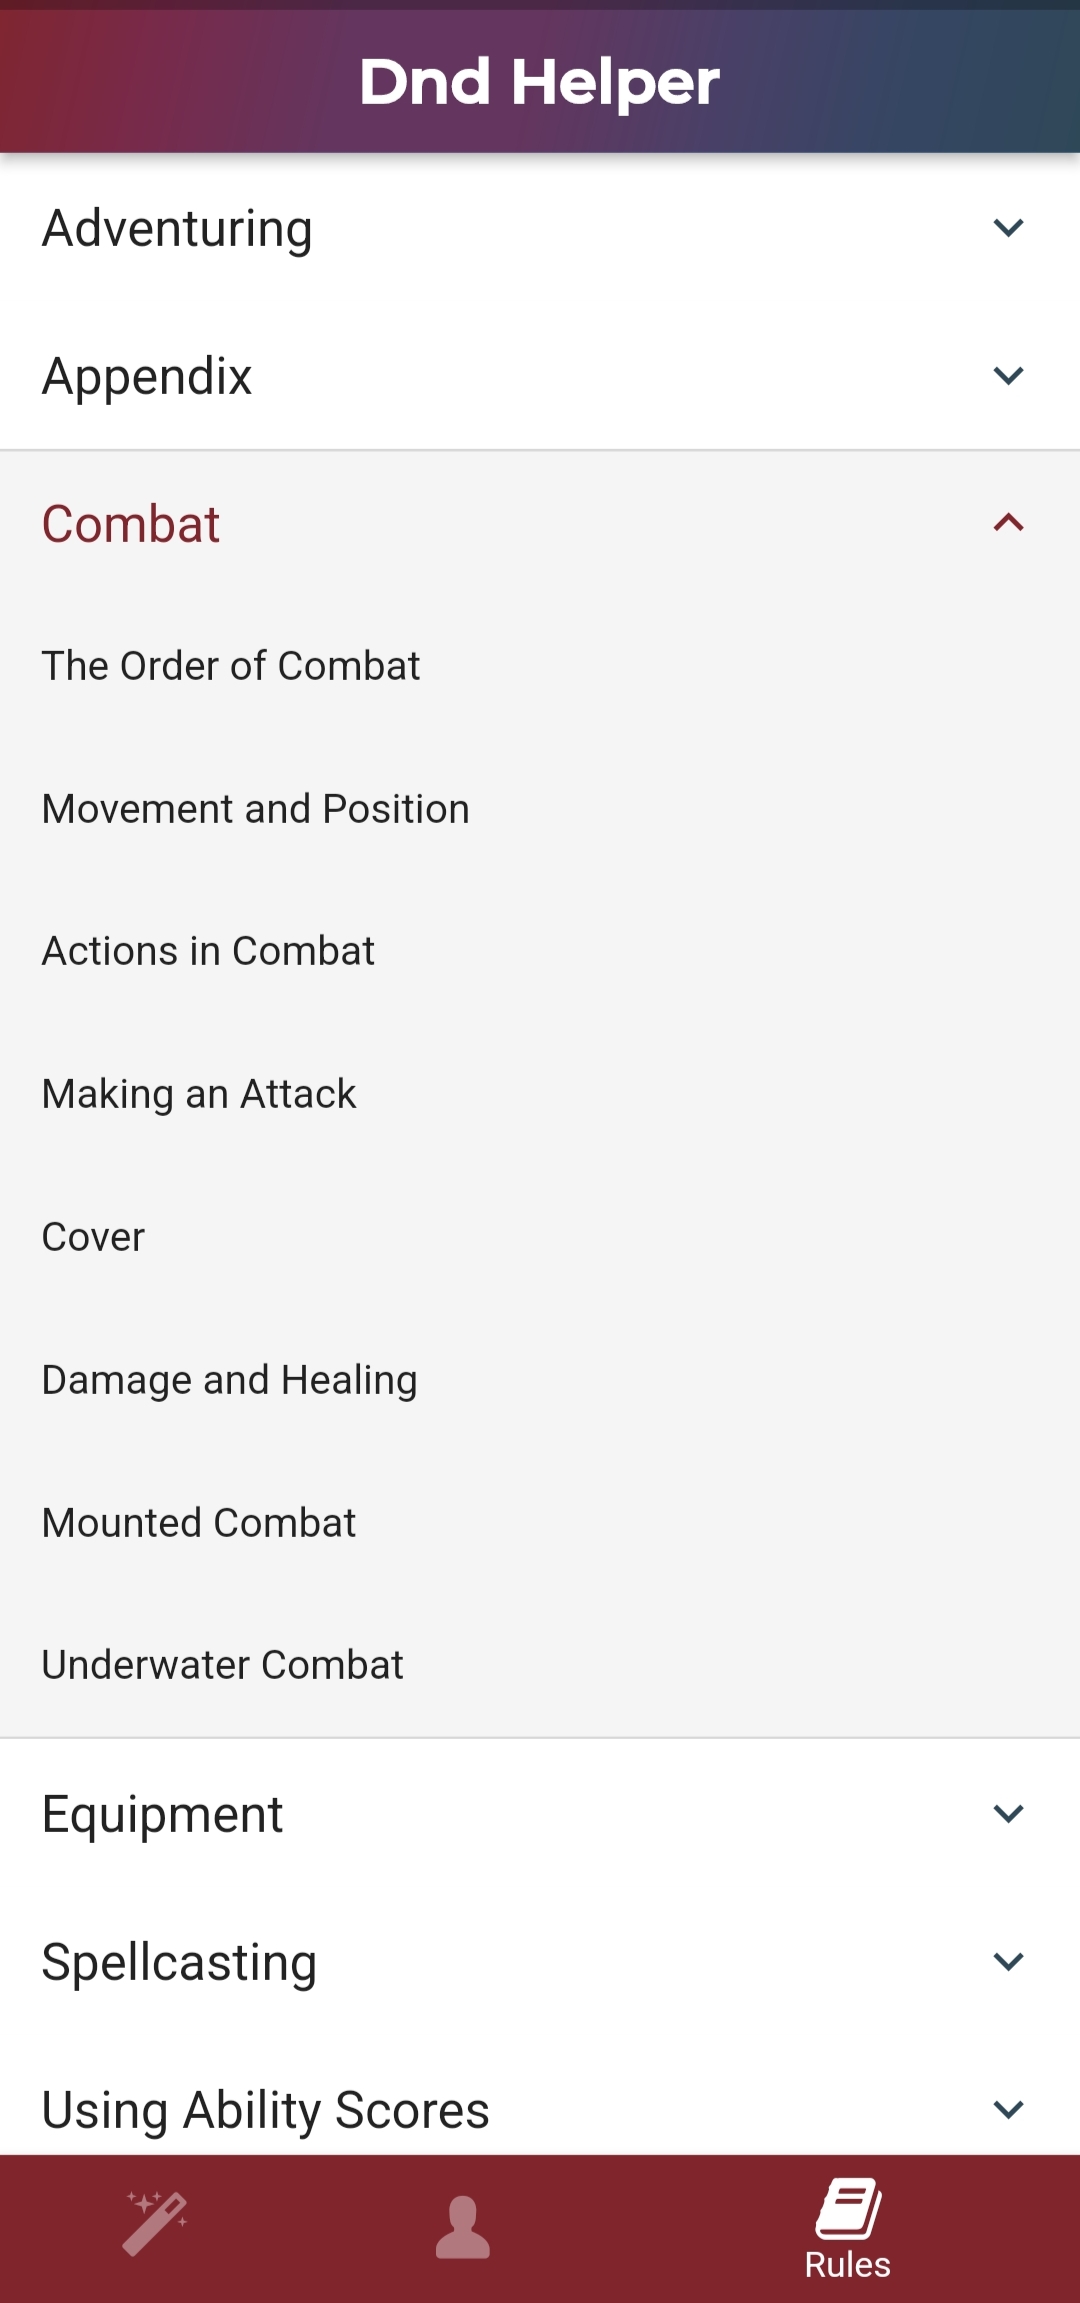 Dnd Helper
Adventuring
Appendix
Combat
The Order of Combat
Movement and Position
Actions in Combat
Making an Attack
Cover
Damage and Healing
Mounted Combat
Underwater Combat
Equipment
Spellcasting
Using Ability Scores
Rules